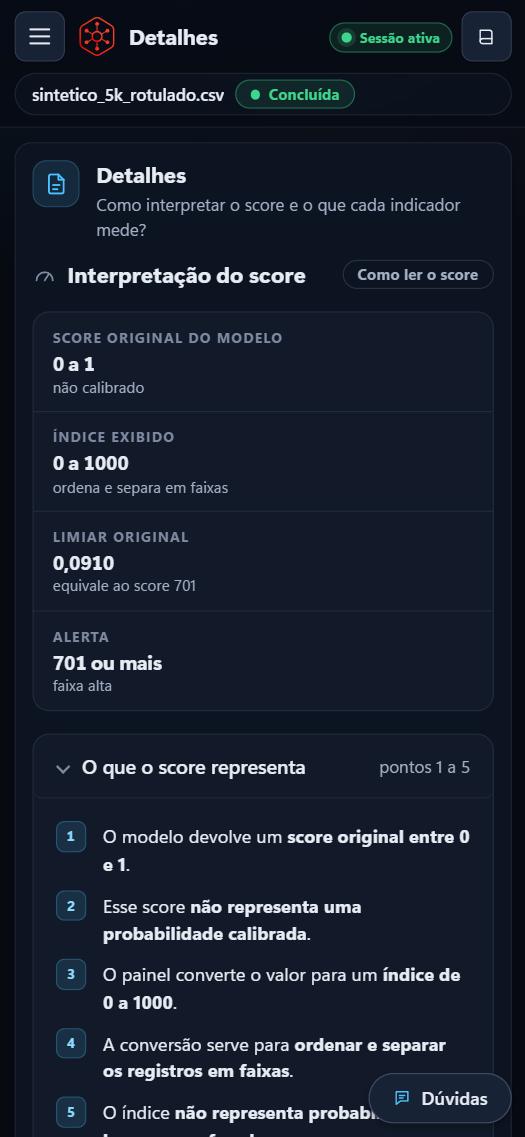 Detalhes
Sessão ativa
sintetico_5k_rotulado.csv
Concluída
Detalhes
Como interpretar o score e o que cada indicador
mede?
Interpretação do score
Como ler o score
SCORE ORIGINAL DO MODELO
0 a 1
não calibrado
ÍNDICE EXIBIDO
0 a 1000
ordena e separa em faixas
LIMIAR ORIGINAL
0,0910
equivale ao score 701
ALERTA
701 ou mais
faixa alta
O que o score representa
pontos 1 a 5
1
O modelo devolve um score original entre 0
e 1.
2
Esse score não representa uma
probabilidade calibrada.
3
O painel converte o valor para um índice de
0 a 1000.
4
A conversão serve para ordenar e separar
os registros em faixas.
5
O índice não representa
Dúvidas